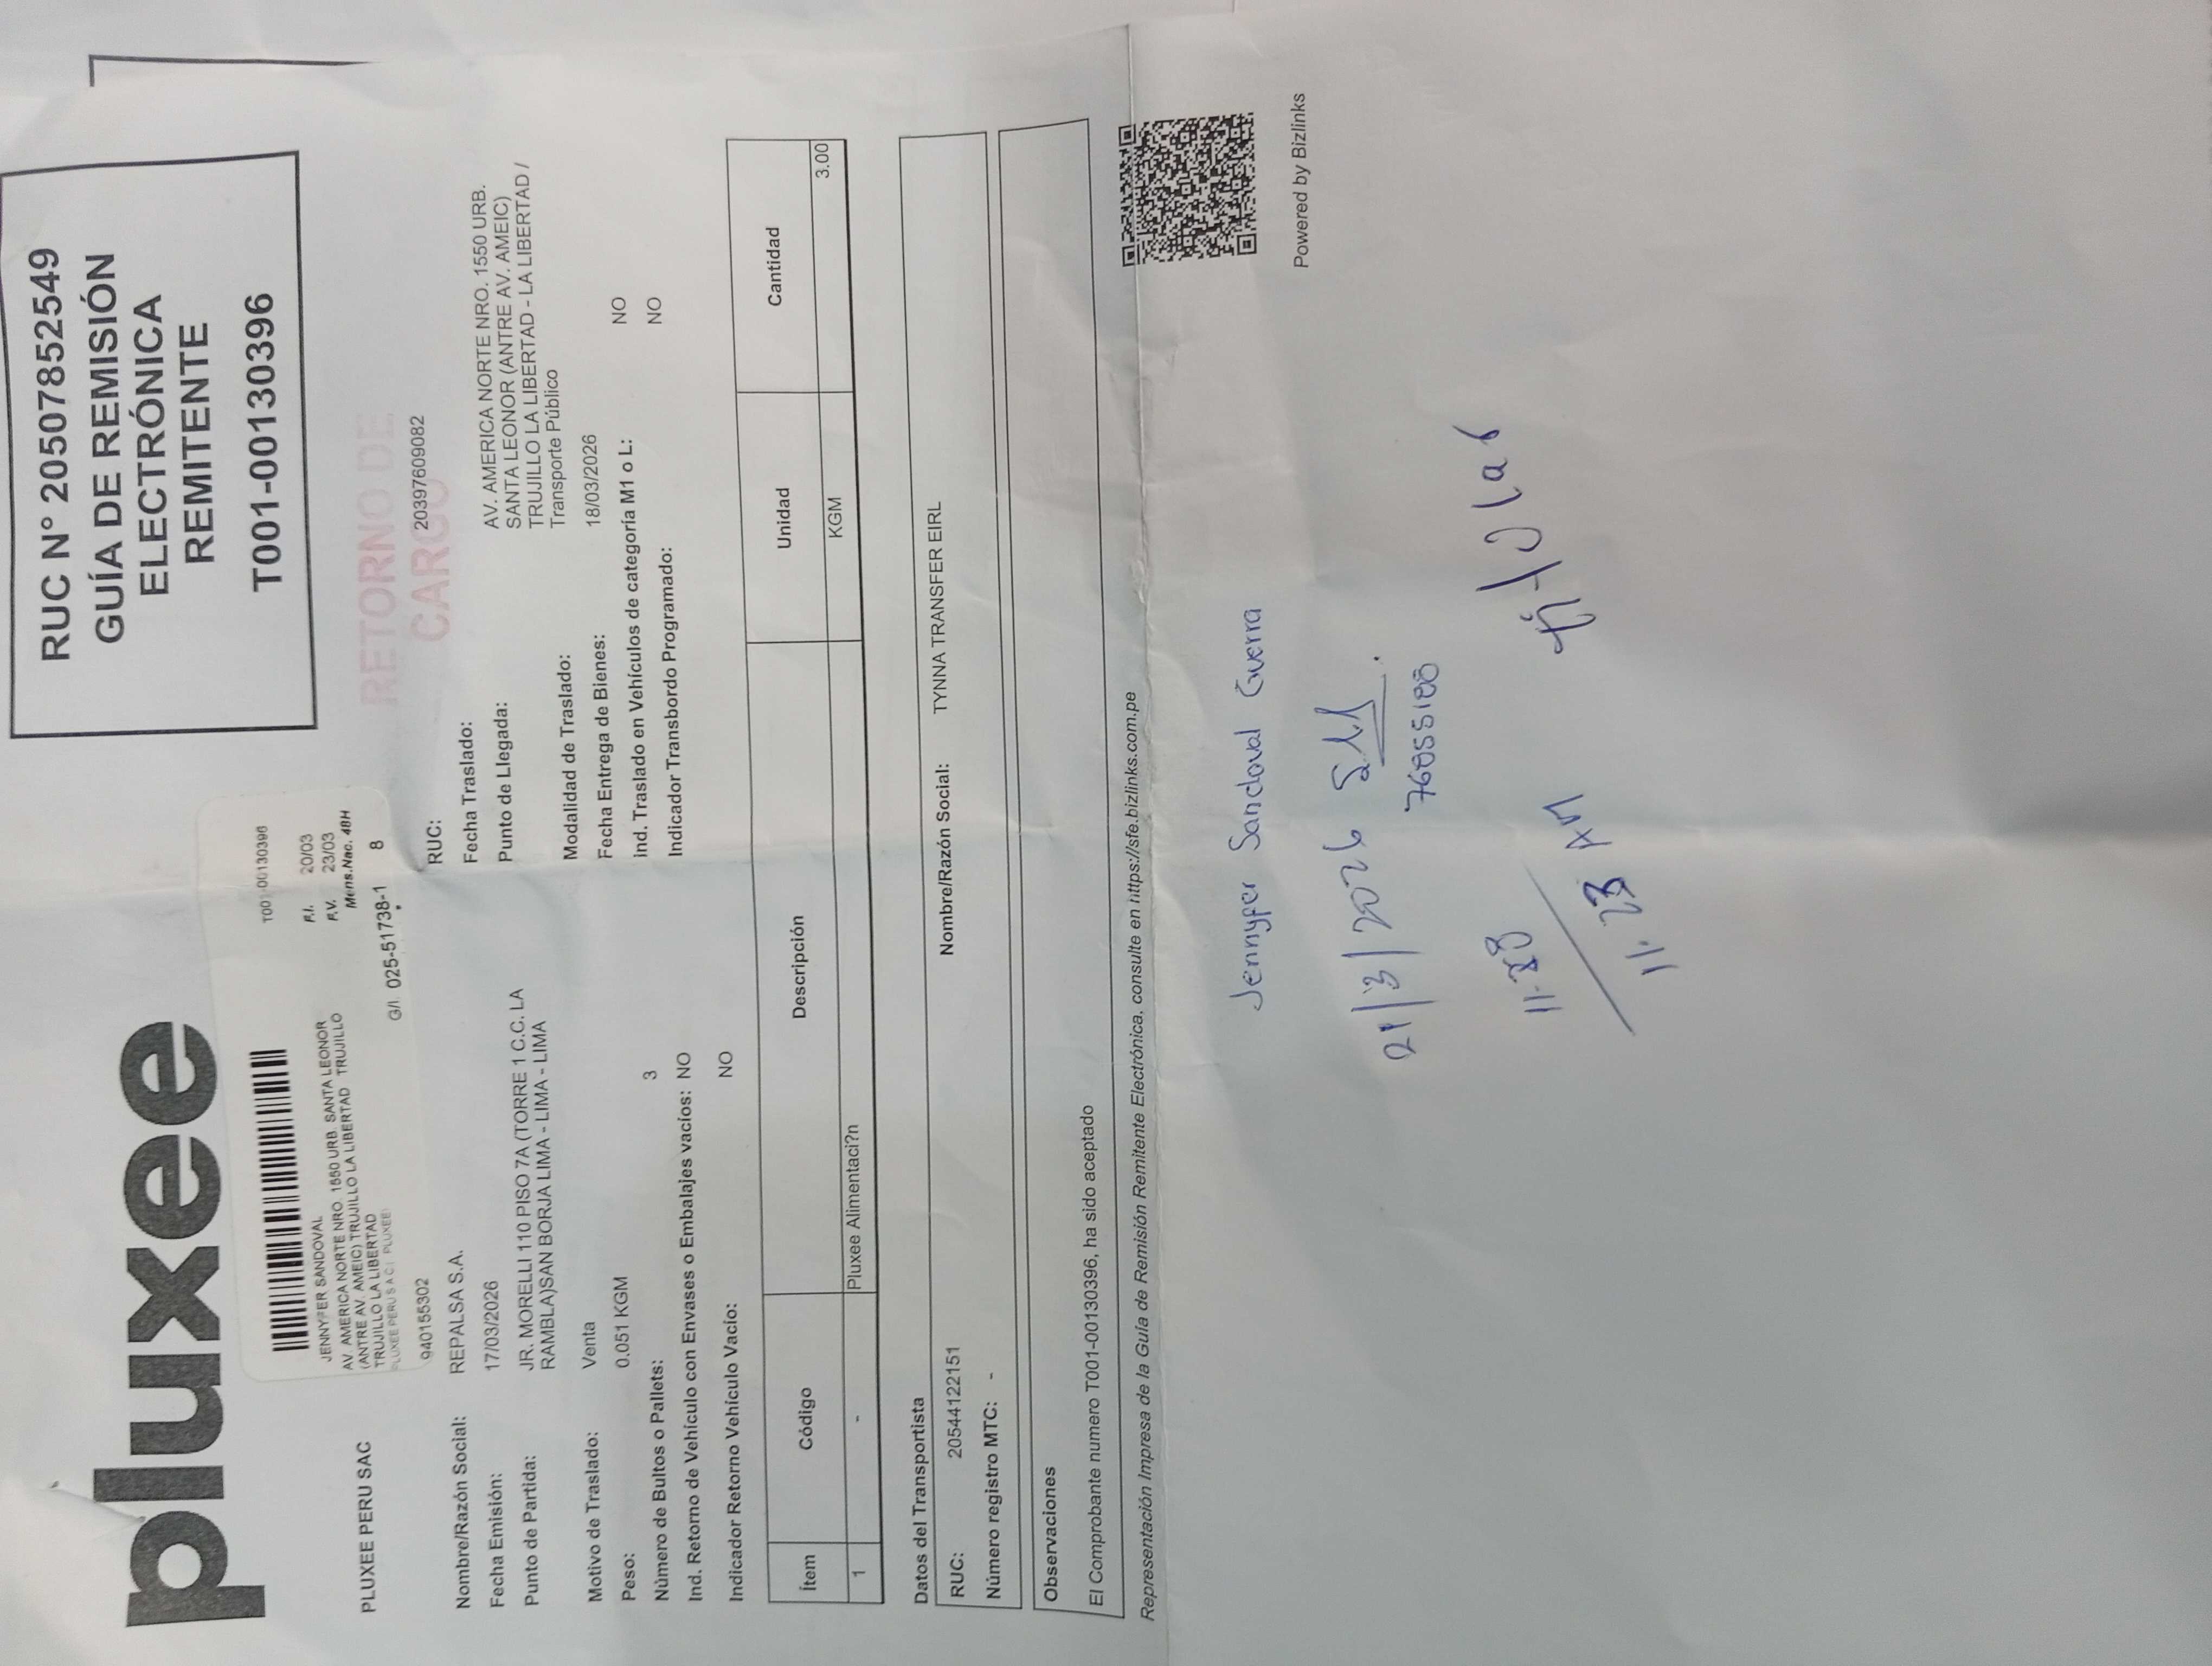 pluxee
RUC N° 20507852549
GUÍA DE REMISIÓN
ELECTRÓNICA
REMITENTE
T001-00130396
T001-00130396
JENNYFER SANDOVAL
AV. AMERICA NORTE NRO. 1550 URB. SANTA LEONOR
(ANTRE AV. AMEIC) TRUJILLO LA LIBERTAD TRUJILLO
TRUJILLO LA LIBERTAD
PLUXEE PERU S A C ( PLUXEE)
F.I. 20/03
F.V. 23/03
Mens.Nac. 48H
G/I. 025-51738-1 8
940155302
RETORNO DE
CARGO
PLUXEE PERU SAC
Nombre/Razón Social: REPALSA S.A.
RUC: 20397609082
Fecha Emisión: 17/03/2026
Fecha Traslado:
Punto de Partida: JR. MORELLI 110 PISO 7A (TORRE 1 C.C. LA
RAMBLA)SAN BORJA LIMA - LIMA - LIMA
Punto de Llegada: AV. AMERICA NORTE NRO. 1550 URB.
SANTA LEONOR (ANTRE AV. AMEIC)
TRUJILLO LA LIBERTAD - LA LIBERTAD /
Motivo de Traslado: Venta
Modalidad de Traslado: Transporte Público
Peso: 0.051 KGM
Fecha Entrega de Bienes: 18/03/2026
Número de Bultos o Pallets: 3
ind. Traslado en Vehículos de categoría M1 o L: NO
Ind. Retorno de Vehículo con Envases o Embalajes vacíos: NO
Indicador Transbordo Programado: NO
Indicador Retorno Vehículo Vacío: NO
Ítem Código Descripción Unidad Cantidad
1 - Pluxee Alimentaci?n KGM 3.00
Datos del Transportista
RUC: 20544122151 Nombre/Razón Social: TYNNA TRANSFER EIRL
Número registro MTC: -
Observaciones
El Comprobante numero T001-00130396, ha sido aceptado
Representación Impresa de la Guía de Remisión Remitente Electrónica, consulte en https://sfe.bizlinks.com.pe
Powered by Bizlinks
Jennyfer Sandoval Guerra
21/3/2026
11:23 AM